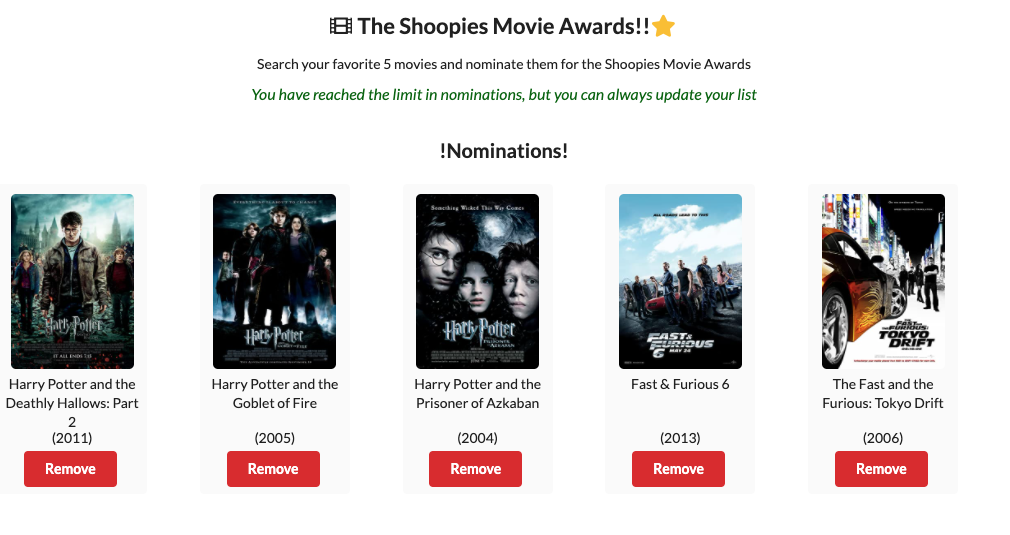 The Shoopies Movie Awards!!
Search your favorite 5 movies and nominate them for the Shoopies Movie Awards
You have reached the limit in nominations, but you can always update your list
!Nominations!
Harry Potter
IT ALL ENDS 7.15
Harry Potter and the
Deathly Hallows: Part
2
(2011)
Remove
Harry Potter
Harry Potter and the
Goblet of Fire
(2005)
Remove
Something Wicked This Way Comes
Harry Potter
PRISONER OF AZKABAN
Harry Potter and the
Prisoner of Azkaban
(2004)
Remove
ALL ROADS LEAD TO THIS
FAST &
FURIOUS
6 MAY 24
Fast & Furious 6
(2013)
Remove
THE
FAST AND THE
FURIOUS:
TOKYO
DRIFT
The Fast and the
Furious: Tokyo Drift
(2006)
Remove